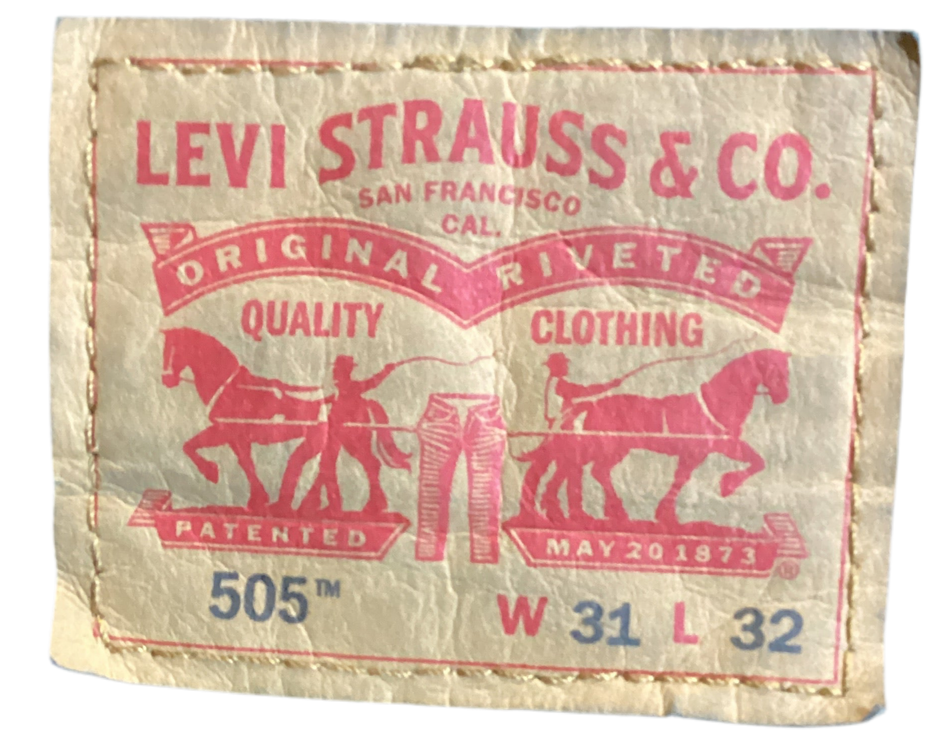 LEVI STRAUSS & CO.
SAN FRANCISCO
CAL.
ORIGINAL RIVETED
QUALITY CLOTHING
PATENTED MAY 20 1873 ®
505™ W 31 L 32